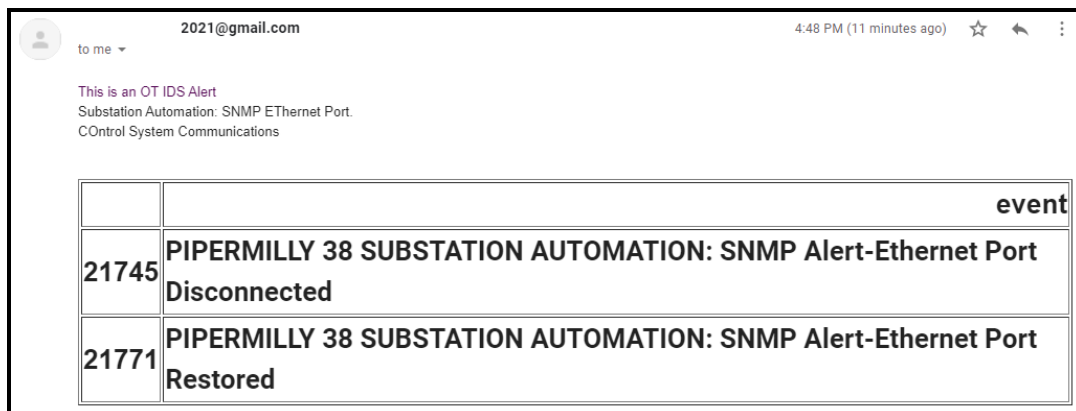 2021@gmail.com
4:48 PM (11 minutes ago)
to me
This is an OT IDS Alert
Substation Automation: SNMP EThernet Port.
COntrol System Communications
event
21745 PIPERMILLY 38 SUBSTATION AUTOMATION: SNMP Alert-Ethernet Port
Disconnected
21771 PIPERMILLY 38 SUBSTATION AUTOMATION: SNMP Alert-Ethernet Port
Restored